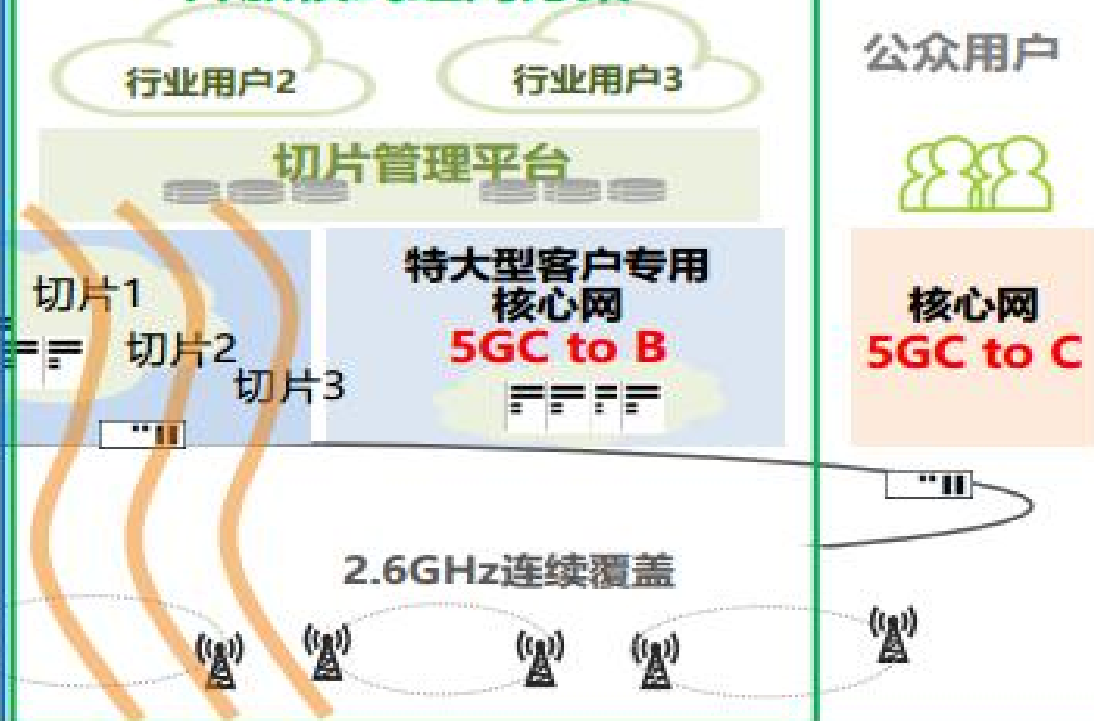 行业用户2
行业用户3
公众用户
切片管理平台
切片1
切片2
切片3
特大型客户专用
核心网
5GC to B
核心网
5GC to C
2.6GHz连续覆盖